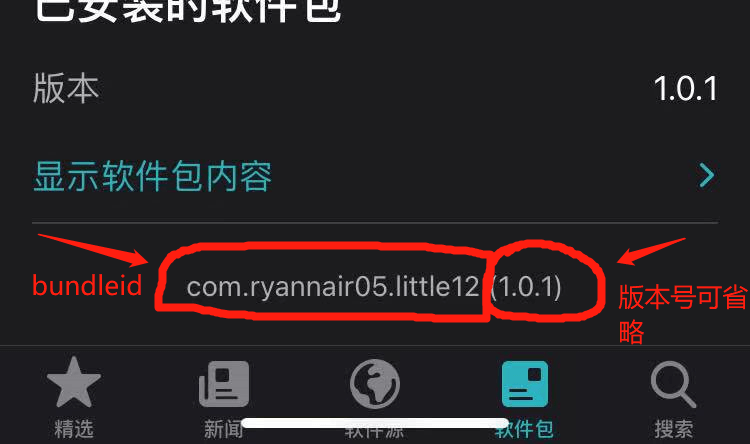 已安装的软件包
版本 1.0.1
显示软件包内容
bundleid com.ryannair05.little12 (1.0.1) 版本号可省
略
精选 新闻 软件源 软件包 搜索